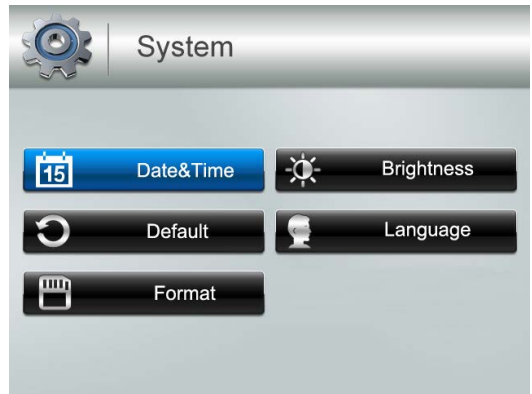 System
15
Date&Time
Brightness
Default
Language
Format